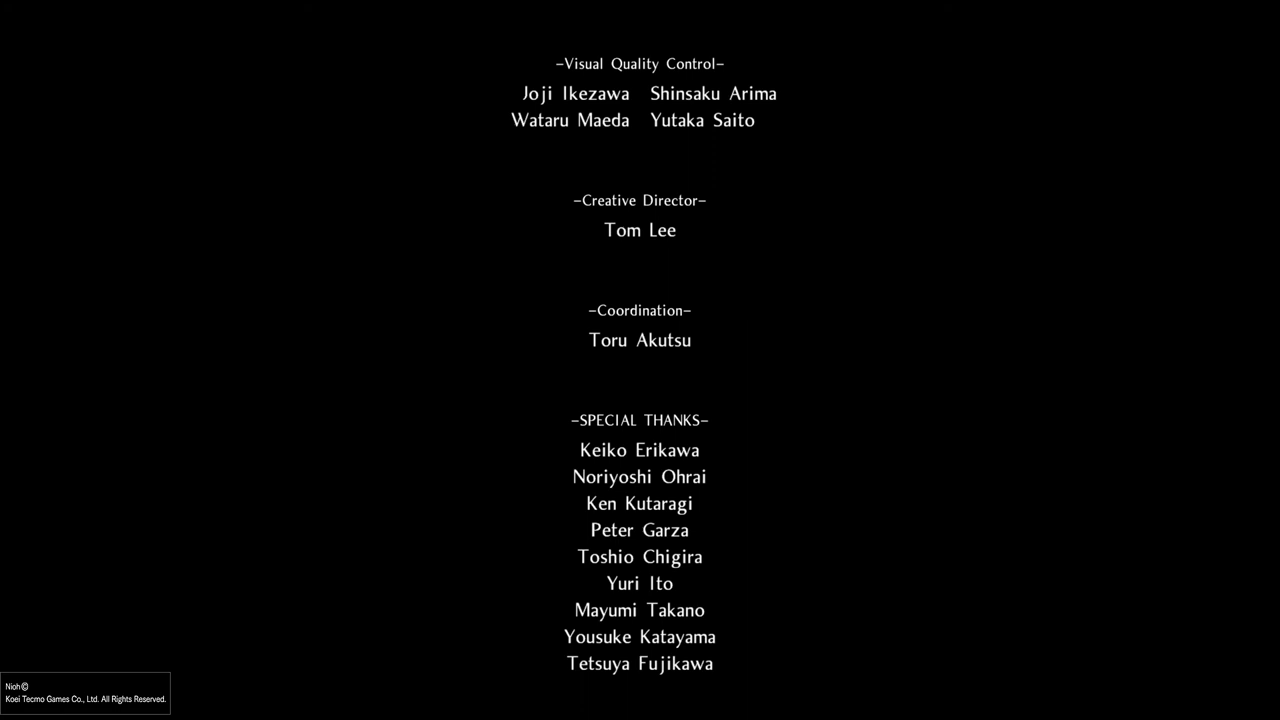 –Visual Quality Control–
Joji Ikezawa Shinsaku Arima
Wataru Maeda Yutaka Saito
–Creative Director–
Tom Lee
–Coordination–
Toru Akutsu
–SPECIAL THANKS–
Keiko Erikawa
Noriyoshi Ohrai
Ken Kutaragi
Peter Garza
Toshio Chigira
Yuri Ito
Mayumi Takano
Yousuke Katayama
Tetsuya Fujikawa
Nioh©
Koei Tecmo Games Co., Ltd. All Rights Reserved.